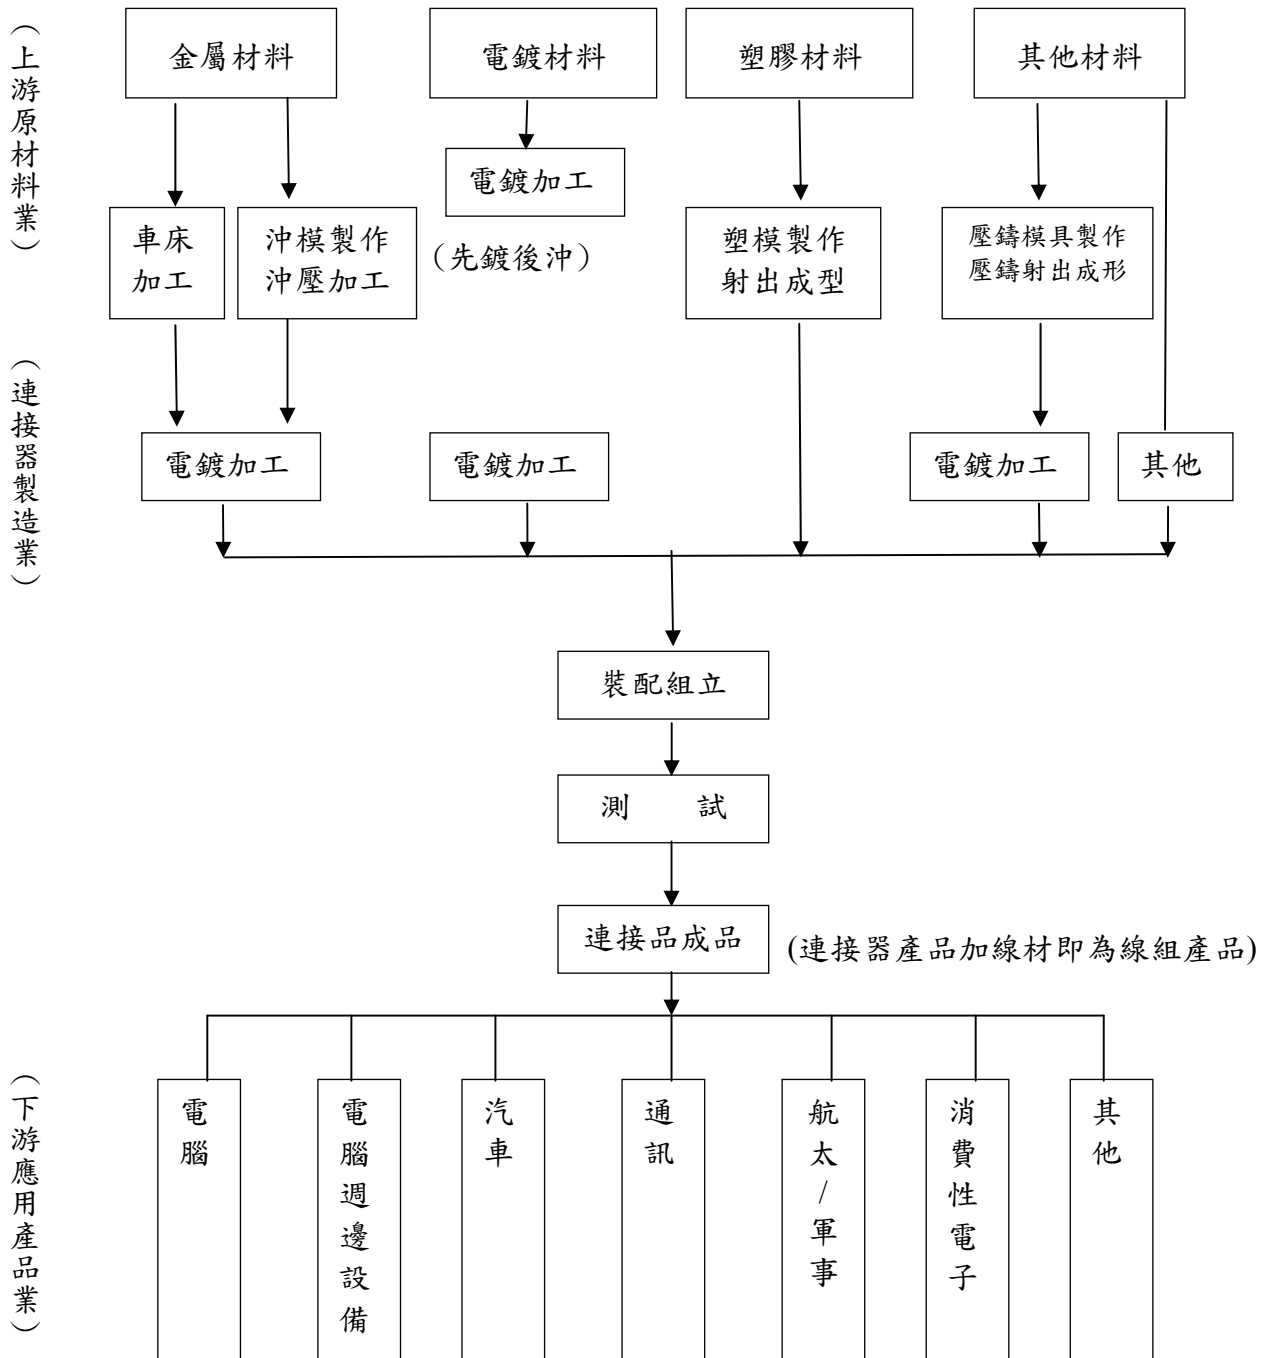 （上游原材料業）
金屬材料
電鍍材料
塑膠材料
其他材料
電鍍加工
（先鍍後沖）
車床
加工
沖模製作
沖壓加工
塑模製作
射出成型
壓鑄模具製作
壓鑄射出成形
（連接器製造業）
電鍍加工
電鍍加工
電鍍加工
其他
裝配組立
測　　試
連接品成品
(連接器產品加線材即為線組產品)
（下游應用產品業）
電腦
電腦週邊設備
汽車
通訊
航太/軍事
消費性電子
其他